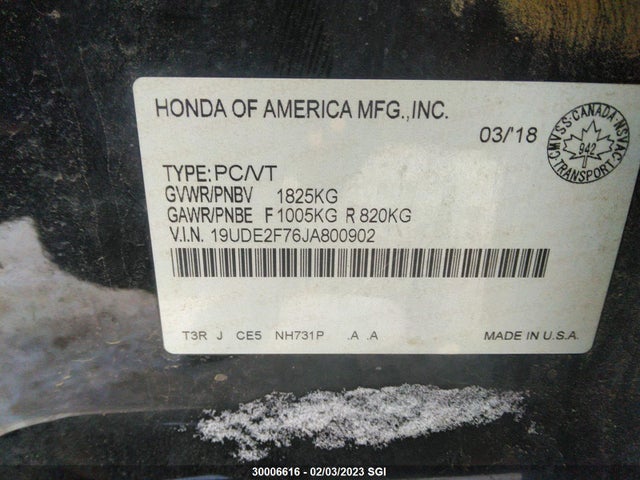 HONDA OF AMERICA MFG.,INC.
03/'18
CMVSS·CANADA·NSVAC
942
TRANSPORT
TYPE: PC/VT
GVWR/PNBV 1825KG
GAWR/PNBE F 1005KG R 820KG
V.I.N. 19UDE2F76JA800902
T3R J CE5 NH731P .A .A MADE IN U.S.A.
30006616 - 02/03/2023 SGI